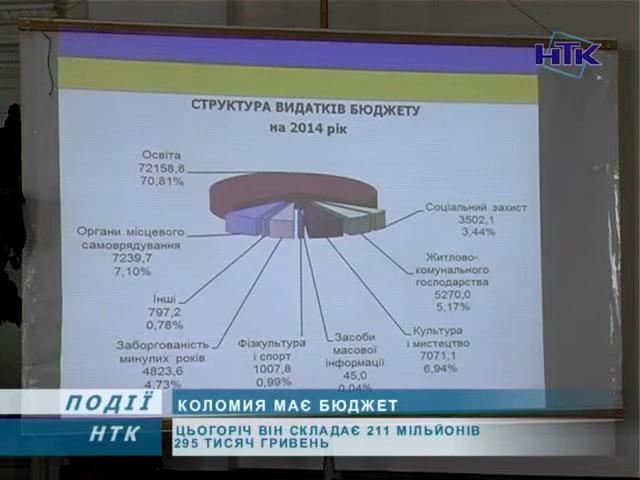 НТК
СТРУКТУРА ВИДАТКІВ БЮДЖЕТУ
на 2014 рік
Освіта
72158,8
70,81%
Соціальний захист
3502,1
3,44%
Органи місцевого
самоврядування
7239,7
7,10%
Житлово-
комунального
господарства
5270,0
5,17%
Інші
797,2
0,78%
Заборгованість
минулих років
4823,6
4,73%
Фізкультура
і спорт
1007,8
0,99%
Засоби
масової
інформації
45,0
0,04%
Культура
і мистецтво
7071,1
6,94%
ПОДІЇ
НТК
КОЛОМИЯ МАЄ БЮДЖЕТ
ЦЬОГОРІЧ ВІН СКЛАДАЄ 211 МІЛЬЙОНІВ
295 ТИСЯЧ ГРИВЕНЬ